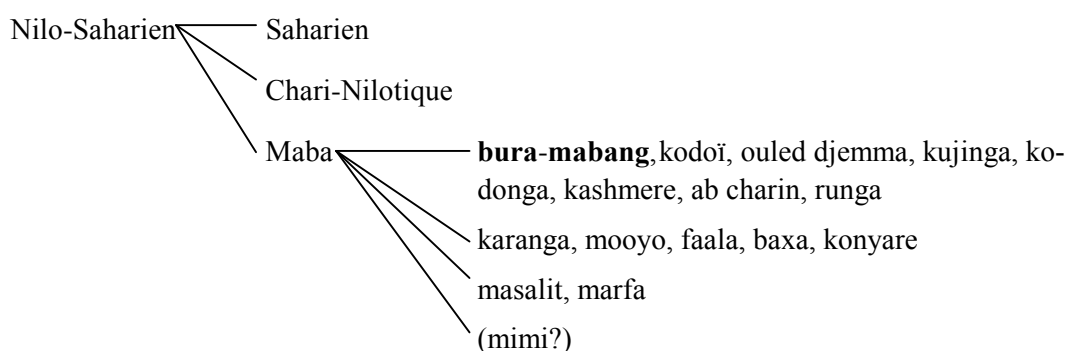 Nilo-Saharien Saharien
Chari-Nilotique
Maba bura-mabang, kodoï, ouled djemma, kujinga, ko-
donga, kashmere, ab charin, runga
karanga, mooyo, faala, baxa, konyare
masalit, marfa
(mimi?)